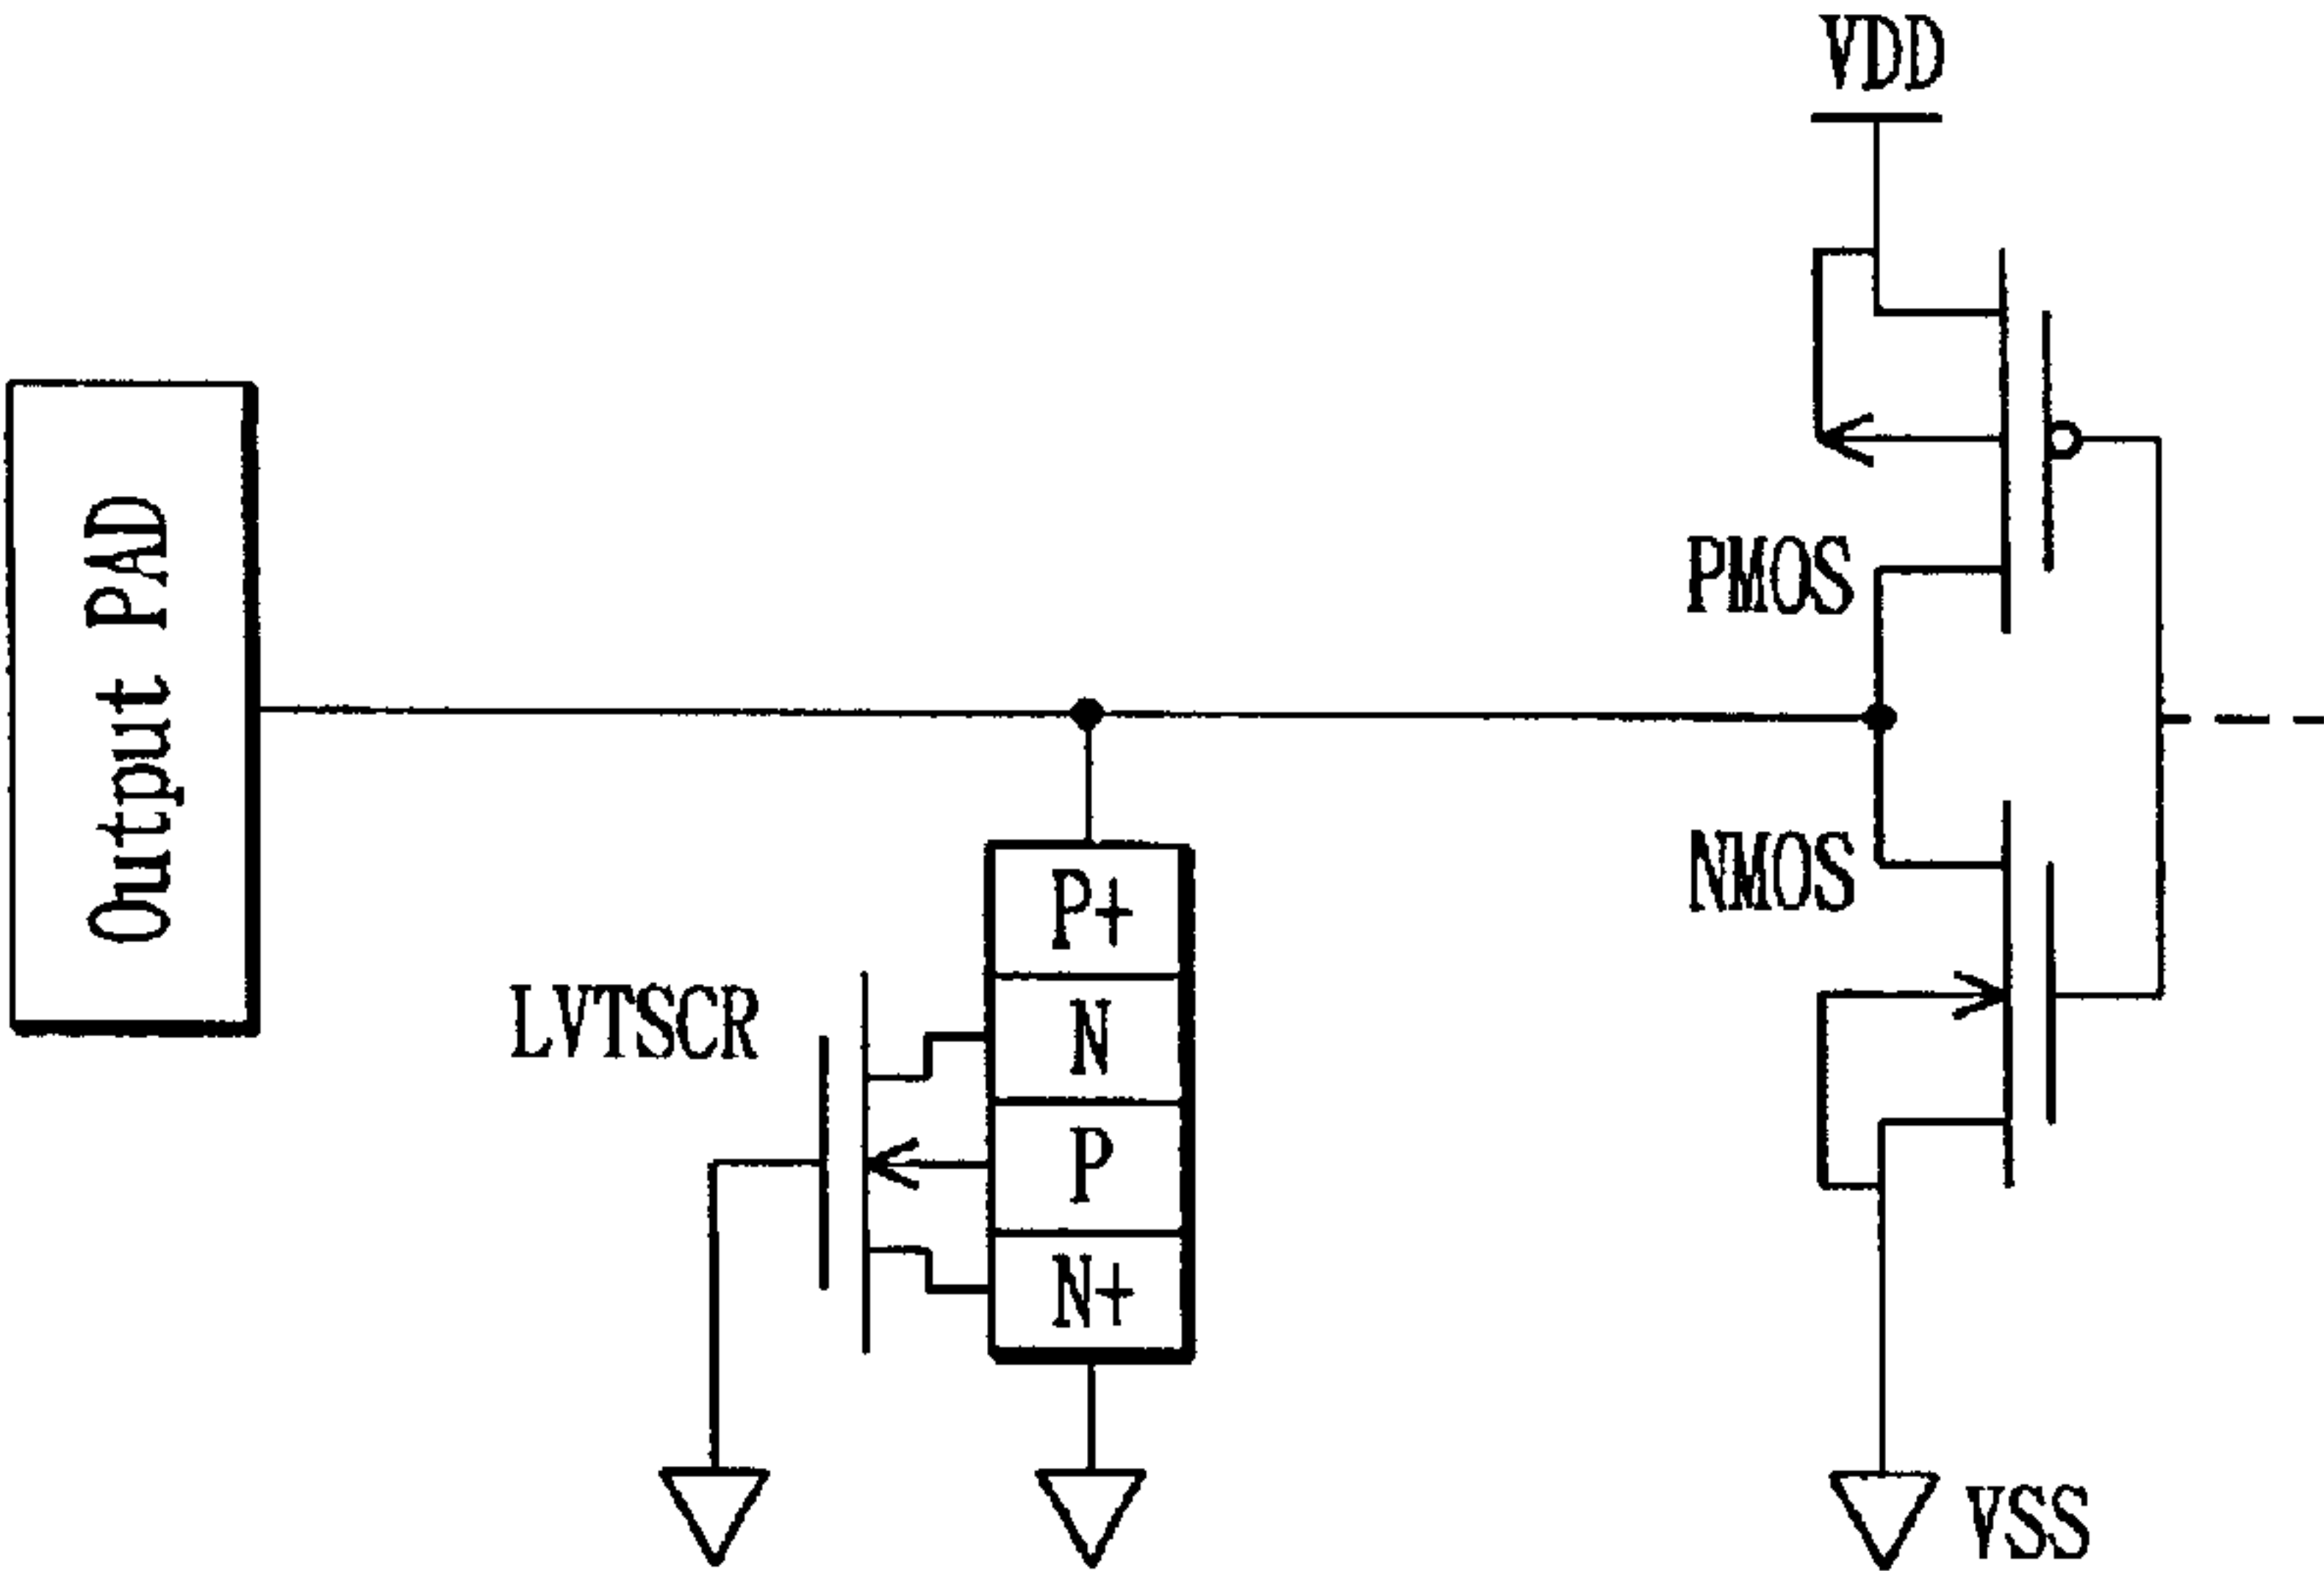 VDD
Output PAD
PMOS
NMOS
P+
LVTSCR
N
P
N+
VSS